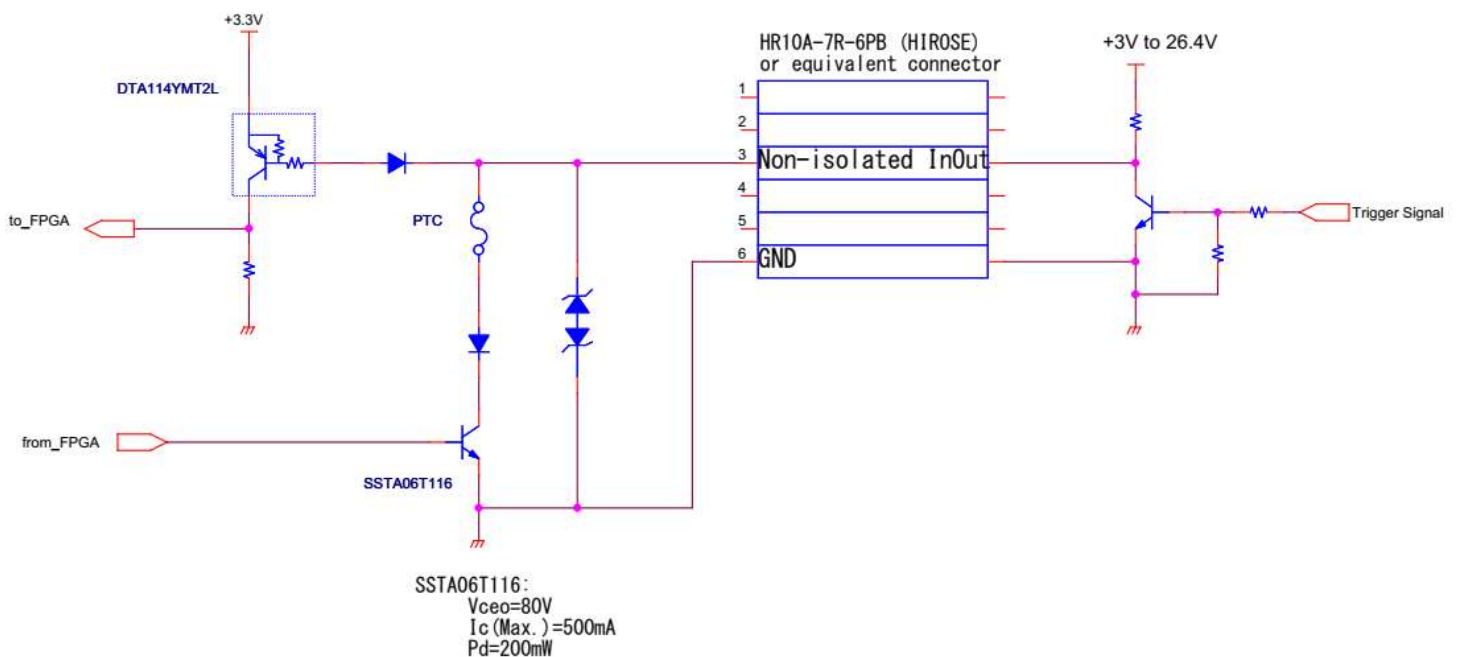 +3.3V
HR10A-7R-6PB (HIROSE)
or equivalent connector
+3V to 26.4V
DTA114YMT2L
1
2
3 Non-isolated InOut
4
5
6 GND
to_FPGA
PTC
Trigger Signal
from_FPGA
SSTA06T116
SSTA06T116:
Vceo=80V
Ic(Max.)=500mA
Pd=200mW